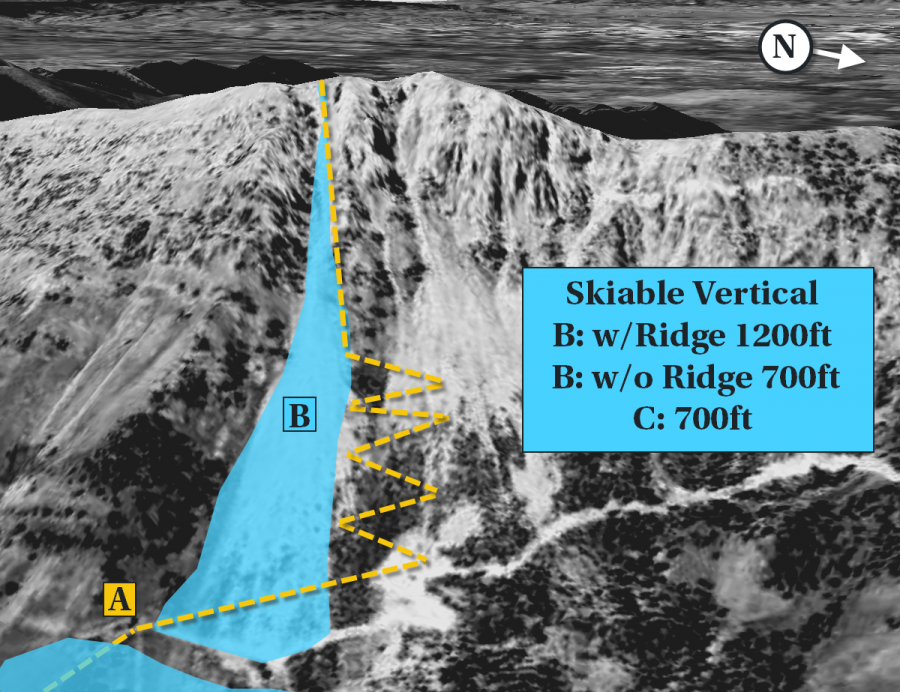 N
Skiable Vertical
B: w/Ridge 1200ft
B: w/o Ridge 700ft
C: 700ft
B
A